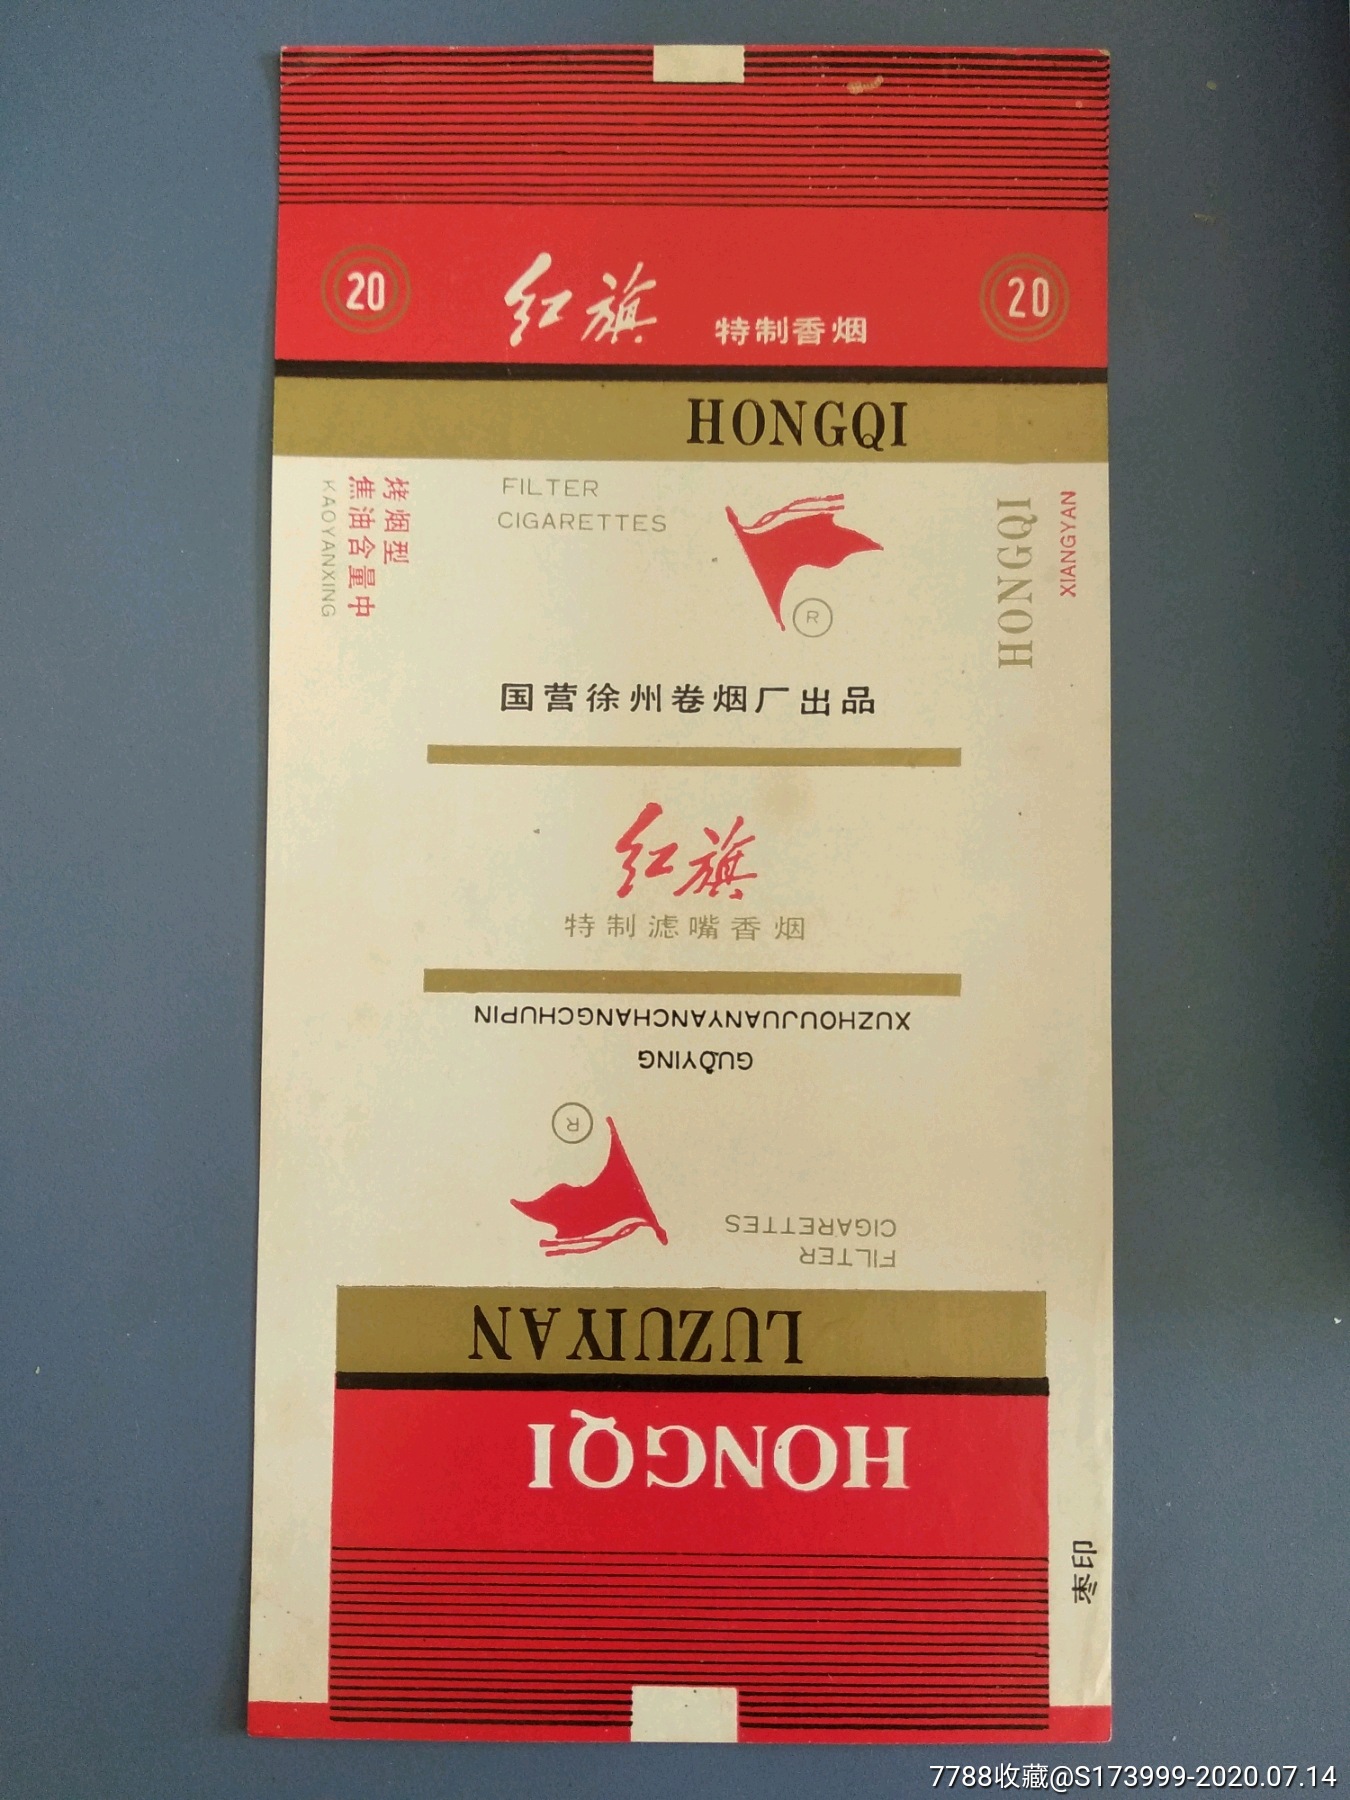 20
红旗
特制香烟
20
HONGQI
FILTER
CIGARETTES
烤烟型
焦油含量中
KAOYANXING
R
HONGQI
XIANGYAN
国营徐州卷烟厂出品
红旗
特制滤嘴香烟
GUOYING
XUZHOUJUANYANCHANGCHUPIN
R
FILTER
CIGARETTES
LUZUIYAN
HONGQI
枣印
7788收藏@S173999-2020.07.14